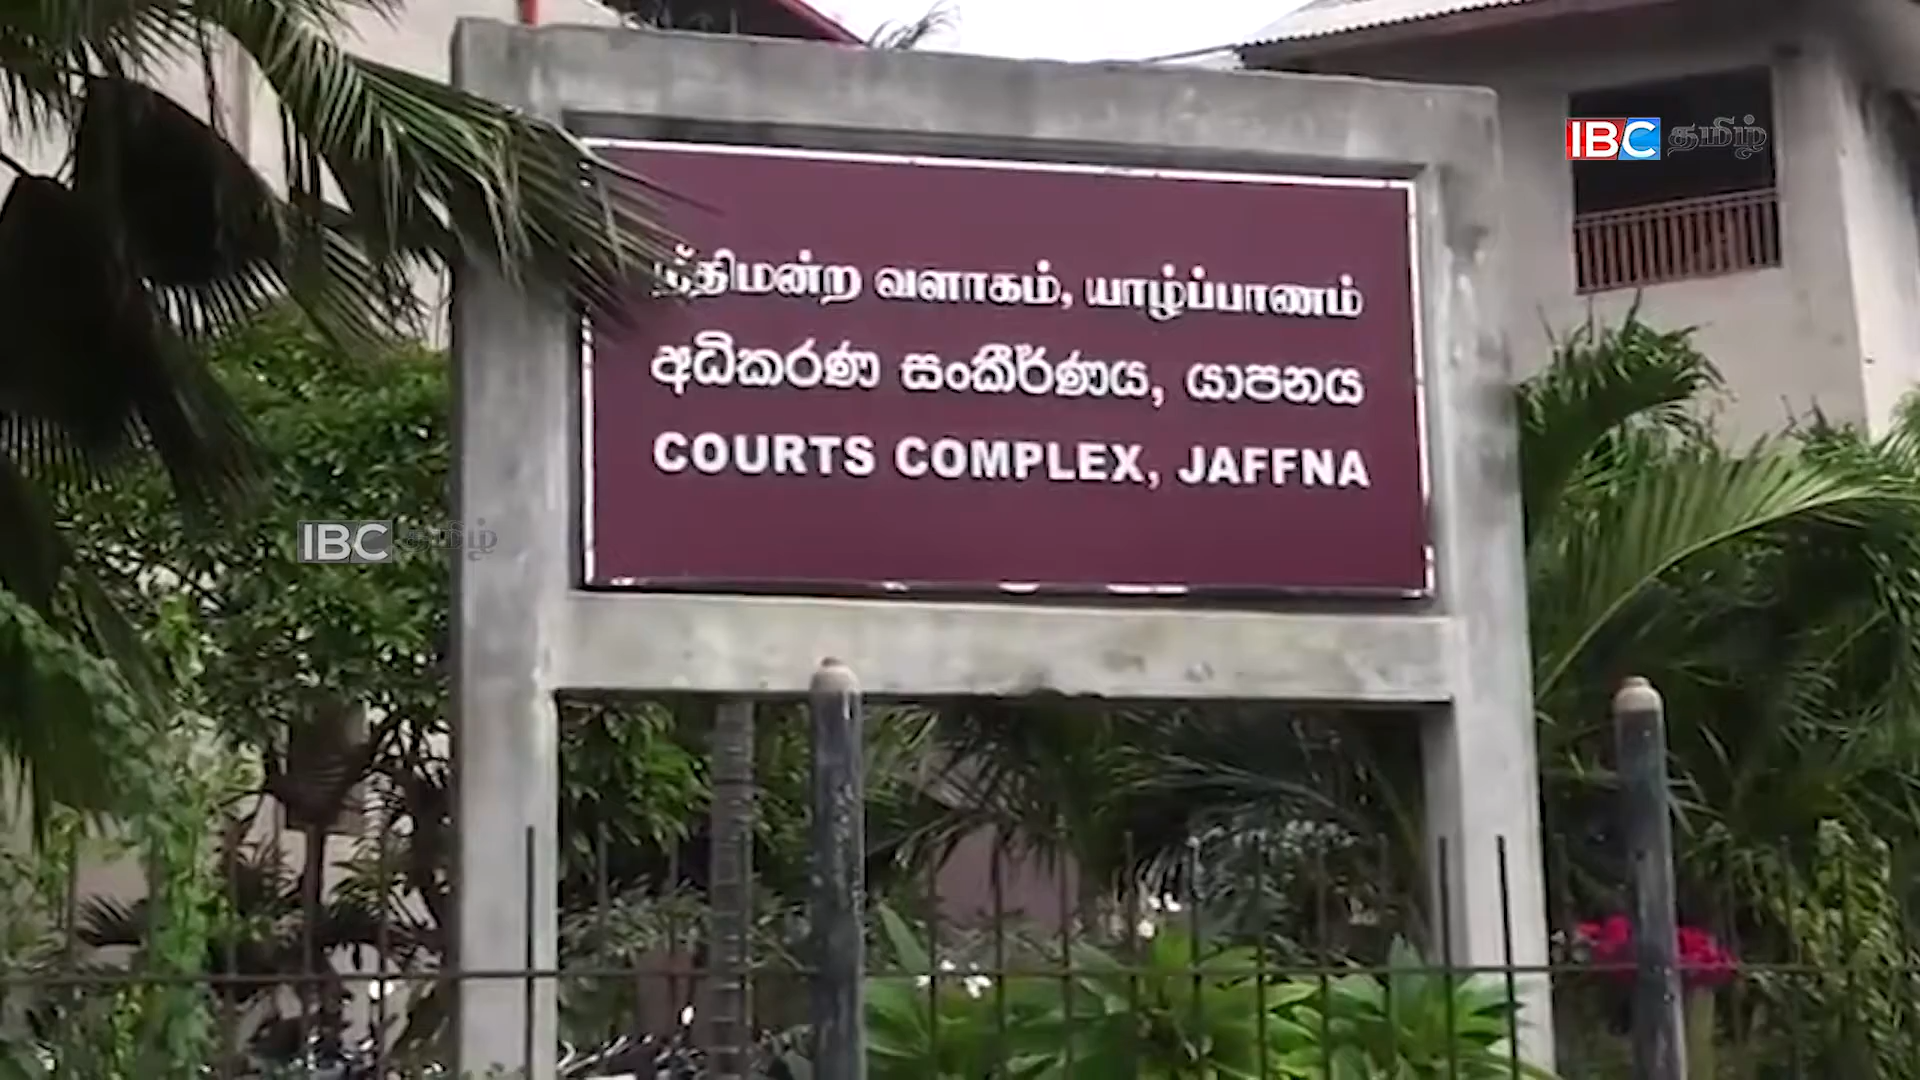 IBC தமிழ்
நீதிமன்ற வளாகம், யாழ்ப்பாணம்
අධිකරණ සංකීර්ණය, යාපනය
COURTS COMPLEX, JAFFNA
IBC தமிழ்